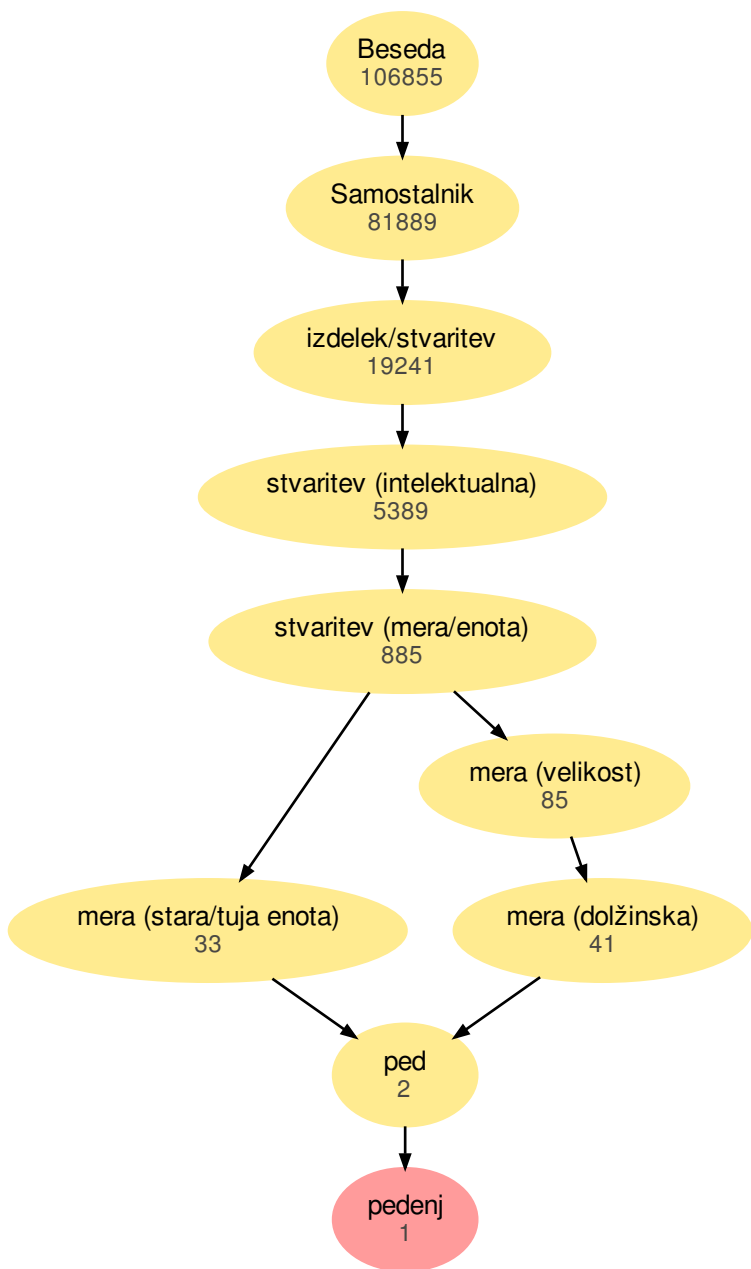 Beseda
106855
Samostalnik
81889
izdelek/stvaritev
19241
stvaritev (intelektualna)
5389
stvaritev (mera/enota)
885
mera (velikost)
85
mera (stara/tuja enota)
33
mera (dolžinska)
41
ped
2
pedenj
1